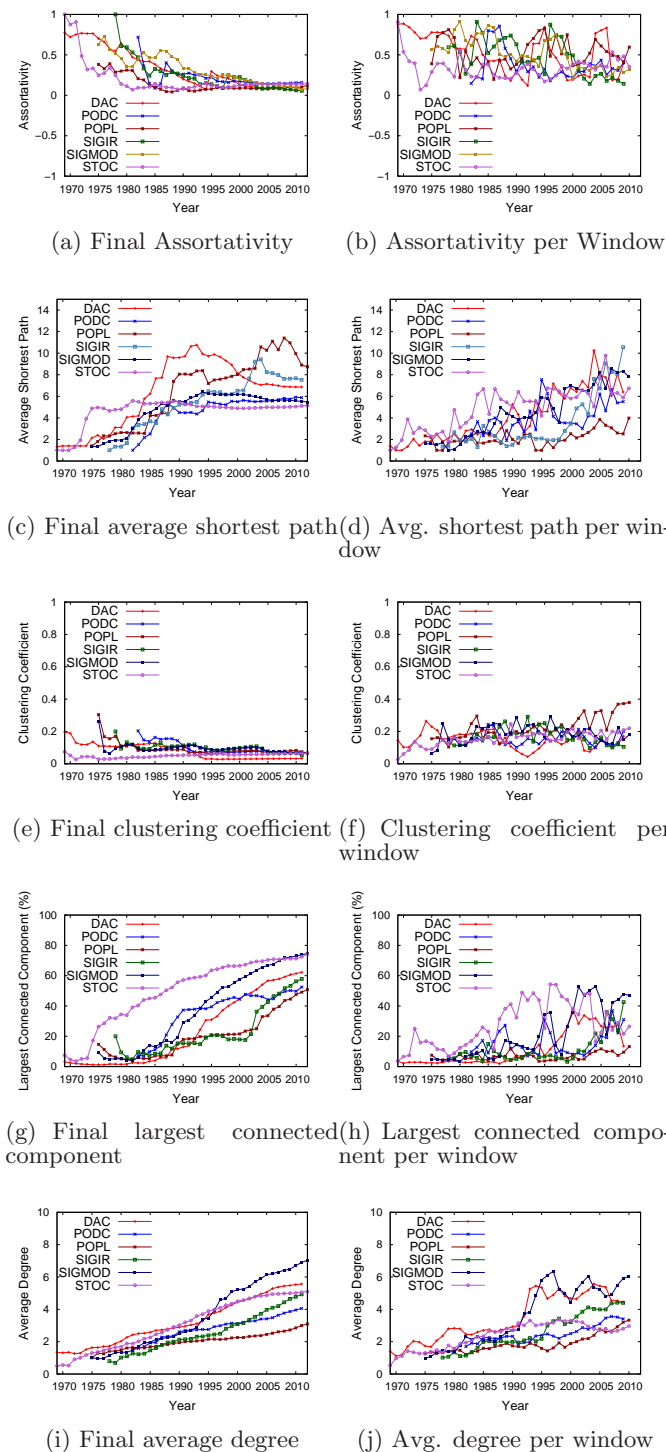 1
0.5
0
−0.5
−1
Assortativity
DAC
PODC
POPL
SIGIR
SIGMOD
STOC
1970 1975 1980 1985 1990 1995 2000 2005 2010
Year
(a) Final Assortativity
1
0.5
0
−0.5
−1
Assortativity
DAC
PODC
POPL
SIGIR
SIGMOD
STOC
1970 1975 1980 1985 1990 1995 2000 2005 2010
Year
(b) Assortativity per Window
14
12
10
8
6
4
2
0
Average Shortest Path
DAC
PODC
POPL
SIGIR
SIGMOD
STOC
1970 1975 1980 1985 1990 1995 2000 2005 2010
Year
(c) Final average shortest path
14
12
10
8
6
4
2
0
Average Shortest Path
DAC
PODC
POPL
SIGIR
SIGMOD
STOC
1970 1975 1980 1985 1990 1995 2000 2005 2010
Year
(d) Avg. shortest path per win-
dow
1
0.8
0.6
0.4
0.2
0
Clustering Coefficient
DAC
PODC
POPL
SIGIR
SIGMOD
STOC
1970 1975 1980 1985 1990 1995 2000 2005 2010
Year
(e) Final clustering coefficient
1
0.8
0.6
0.4
0.2
0
Clustering Coefficient
DAC
PODC
POPL
SIGIR
SIGMOD
STOC
1970 1975 1980 1985 1990 1995 2000 2005 2010
Year
(f) Clustering coefficient per
window
100
80
60
40
20
0
Largest Connected Component (%)
DAC
PODC
POPL
SIGIR
SIGMOD
STOC
1970 1975 1980 1985 1990 1995 2000 2005 2010
Year
(g) Final largest connected
component
100
80
60
40
20
0
Largest Connected Component (%)
DAC
PODC
POPL
SIGIR
SIGMOD
STOC
1970 1975 1980 1985 1990 1995 2000 2005 2010
Year
(h) Largest connected compo-
nent per window
10
8
6
4
2
0
Average Degree
DAC
PODC
POPL
SIGIR
SIGMOD
STOC
1970 1975 1980 1985 1990 1995 2000 2005 2010
Year
(i) Final average degree
10
8
6
4
2
0
Average Degree
DAC
PODC
POPL
SIGIR
SIGMOD
STOC
1970 1975 1980 1985 1990 1995 2000 2005 2010
Year
(j) Avg. degree per window